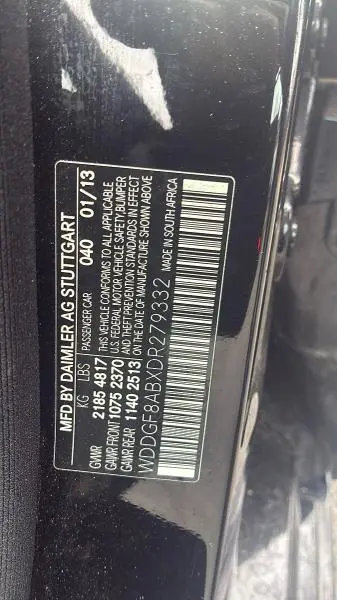 MFD BY DAIMLER AG STUTTGART
PASSENGER CAR 040 01/13
KG LBS
GVWR 2185 4817
GAWR FRONT 1075 2370
GAWR REAR 1140 2513
THIS VEHICLE CONFORMS TO ALL APPLICABLE
U.S. FEDERAL MOTOR VEHICLE SAFETY, BUMPER
& THEFT PREVENTION STANDARDS IN EFFECT
ON THE DATE OF MANUFACTURE SHOWN ABOVE
MADE IN SOUTH AFRICA
WDDGF8ABXDR279332